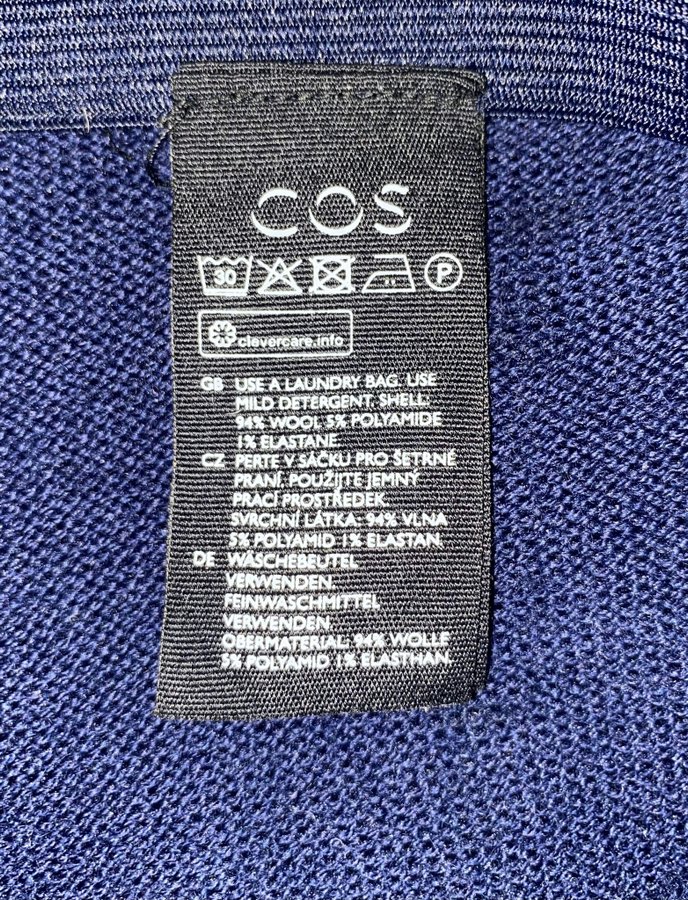 COS
30 P
clevercare.info
GB USE A LAUNDRY BAG. USE
MILD DETERGENT. SHELL:
94% WOOL 5% POLYAMIDE
1% ELASTANE
CZ PERTE V SÁČKU PRO ŠETRNÉ
PRANÍ. POUŽIJTE JEMNÝ
PRACÍ PROSTŘEDEK.
SVRCHNÍ LÁTKA: 94% VLNA
5% POLYAMID 1% ELASTAN.
DE WÄSCHEBEUTEL
VERWENDEN.
FEINWASCHMITTEL
VERWENDEN.
OBERMATERIAL: 94% WOLLE
5% POLYAMID 1% ELASTHAN.